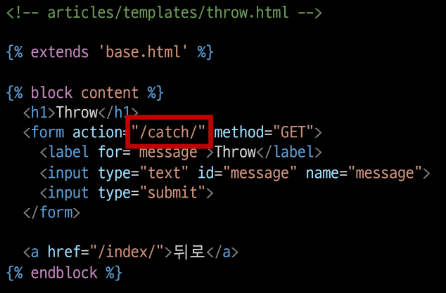 <!-- articles/templates/throw.html -->
{% extends 'base.html' %}
{% block content %}
<h1>Throw</h1>
<form action="/catch/" method="GET">
<label for="message">Throw</label>
<input type="text" id="message" name="message">
<input type="submit">
</form>
<a href="/index/">뒤로</a>
{% endblock %}